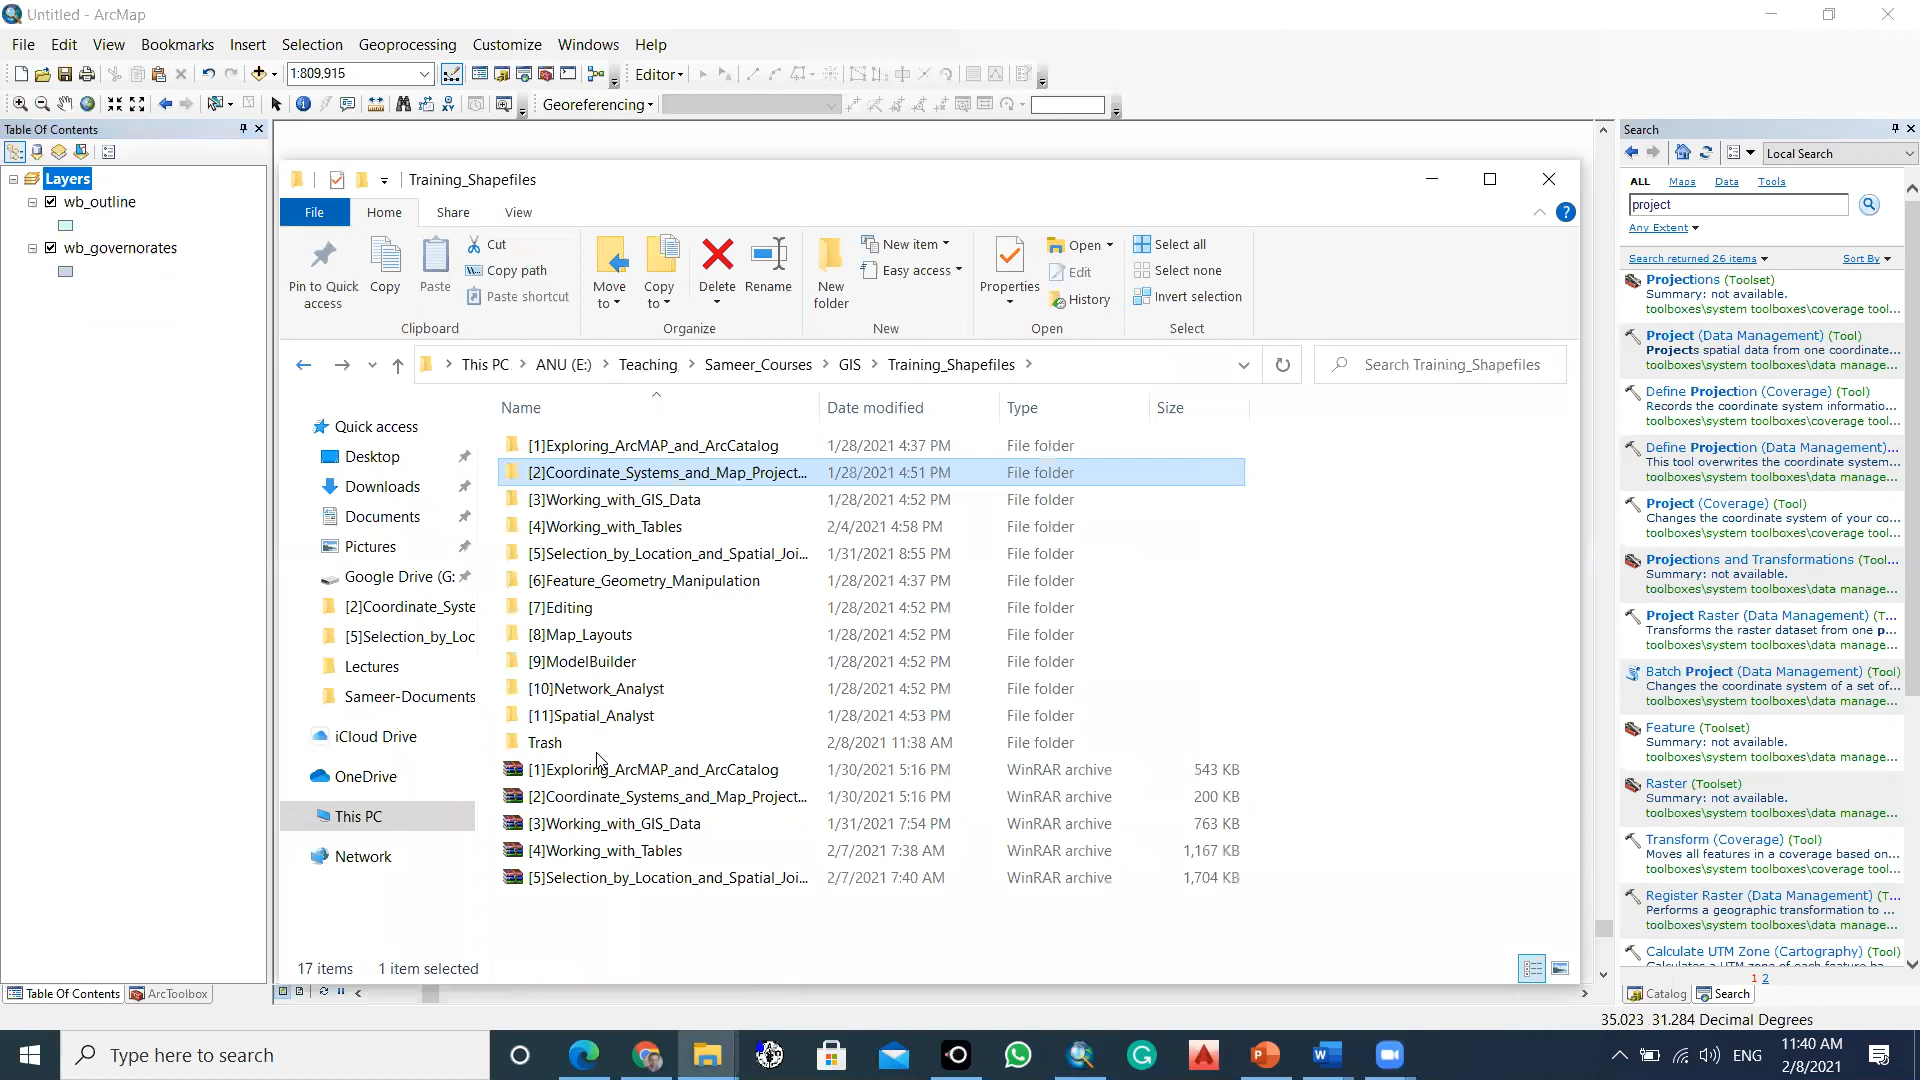 Untitled - ArcMap
File Edit View Bookmarks Insert Selection Geoprocessing Customize Windows Help
1:809,915 Editor
Georeferencing
Table Of Contents
Layers
wb_outline
wb_governorates
Training_Shapefiles
File Home Share View
Pin to Quick access
Copy
Paste
Cut
Copy path
Paste shortcut
Clipboard
Move to
Copy to
Delete
Rename
Organize
New folder
New item
Easy access
New
Properties
Open
Edit
History
Open
Select all
Select none
Invert selection
Select
This PC ANU (E:) Teaching Sameer_Courses GIS Training_Shapefiles
Search Training_Shapefiles
Quick access
Desktop
Downloads
Documents
Pictures
Google Drive (G:
[2]Coordinate_Syste
[5]Selection_by_Loc
Lectures
Sameer-Documents
iCloud Drive
OneDrive
This PC
Network
Name Date modified Type Size
[1]Exploring_ArcMAP_and_ArcCatalog 1/28/2021 4:37 PM File folder
[2]Coordinate_Systems_and_Map_Project... 1/28/2021 4:51 PM File folder
[3]Working_with_GIS_Data 1/28/2021 4:52 PM File folder
[4]Working_with_Tables 2/4/2021 4:58 PM File folder
[5]Selection_by_Location_and_Spatial_Joi... 1/31/2021 8:55 PM File folder
[6]Feature_Geometry_Manipulation 1/28/2021 4:37 PM File folder
[7]Editing 1/28/2021 4:52 PM File folder
[8]Map_Layouts 1/28/2021 4:52 PM File folder
[9]ModelBuilder 1/28/2021 4:52 PM File folder
[10]Network_Analyst 1/28/2021 4:52 PM File folder
[11]Spatial_Analyst 1/28/2021 4:53 PM File folder
Trash 2/8/2021 11:38 AM File folder
[1]Exploring_ArcMAP_and_ArcCatalog 1/30/2021 5:16 PM WinRAR archive 543 KB
[2]Coordinate_Systems_and_Map_Project... 1/30/2021 5:16 PM WinRAR archive 200 KB
[3]Working_with_GIS_Data 1/31/2021 7:54 PM WinRAR archive 763 KB
[4]Working_with_Tables 2/7/2021 7:38 AM WinRAR archive 1,167 KB
[5]Selection_by_Location_and_Spatial_Joi... 2/7/2021 7:40 AM WinRAR archive 1,704 KB
17 items 1 item selected
Search
Local Search
ALL Maps Data Tools
project
Any Extent
Search returned 26 items Sort By
Projections (Toolset)
Summary: not available.
toolboxes\system toolboxes\coverage tool...
Project (Data Management) (Tool)
Projects spatial data from one coordinate...
toolboxes\system toolboxes\data manage...
Define Projection (Coverage) (Tool)
Records the coordinate system informatio...
toolboxes\system toolboxes\coverage tool...
Define Projection (Data Management)...
This tool overwrites the coordinate system...
toolboxes\system toolboxes\data manage...
Project (Coverage) (Tool)
Changes the coordinate system of your co...
toolboxes\system toolboxes\coverage tool...
Projections and Transformations (Tool...
Summary: not available.
toolboxes\system toolboxes\data manage...
Project Raster (Data Management) (T...
Transforms the raster dataset from one p...
toolboxes\system toolboxes\data manage...
Batch Project (Data Management) (Tool)
Changes the coordinate system of a set of...
toolboxes\system toolboxes\data manage...
Feature (Toolset)
Summary: not available.
toolboxes\system toolboxes\data manage...
Raster (Toolset)
Summary: not available.
toolboxes\system toolboxes\data manage...
Transform (Coverage) (Tool)
Moves all features in a coverage based on...
toolboxes\system toolboxes\coverage tool...
Register Raster (Data Management) (T...
Performs a geographic transformation to ...
toolboxes\system toolboxes\data manage...
Calculate UTM Zone (Cartography) (Tool)
1 2
Table Of Contents ArcToolbox
Catalog Search
35.023 31.284 Decimal Degrees
Type here to search
ENG
11:40 AM
2/8/2021